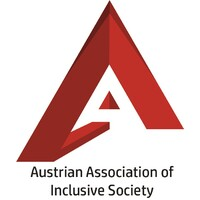 Austrian Association of
Inclusive Society